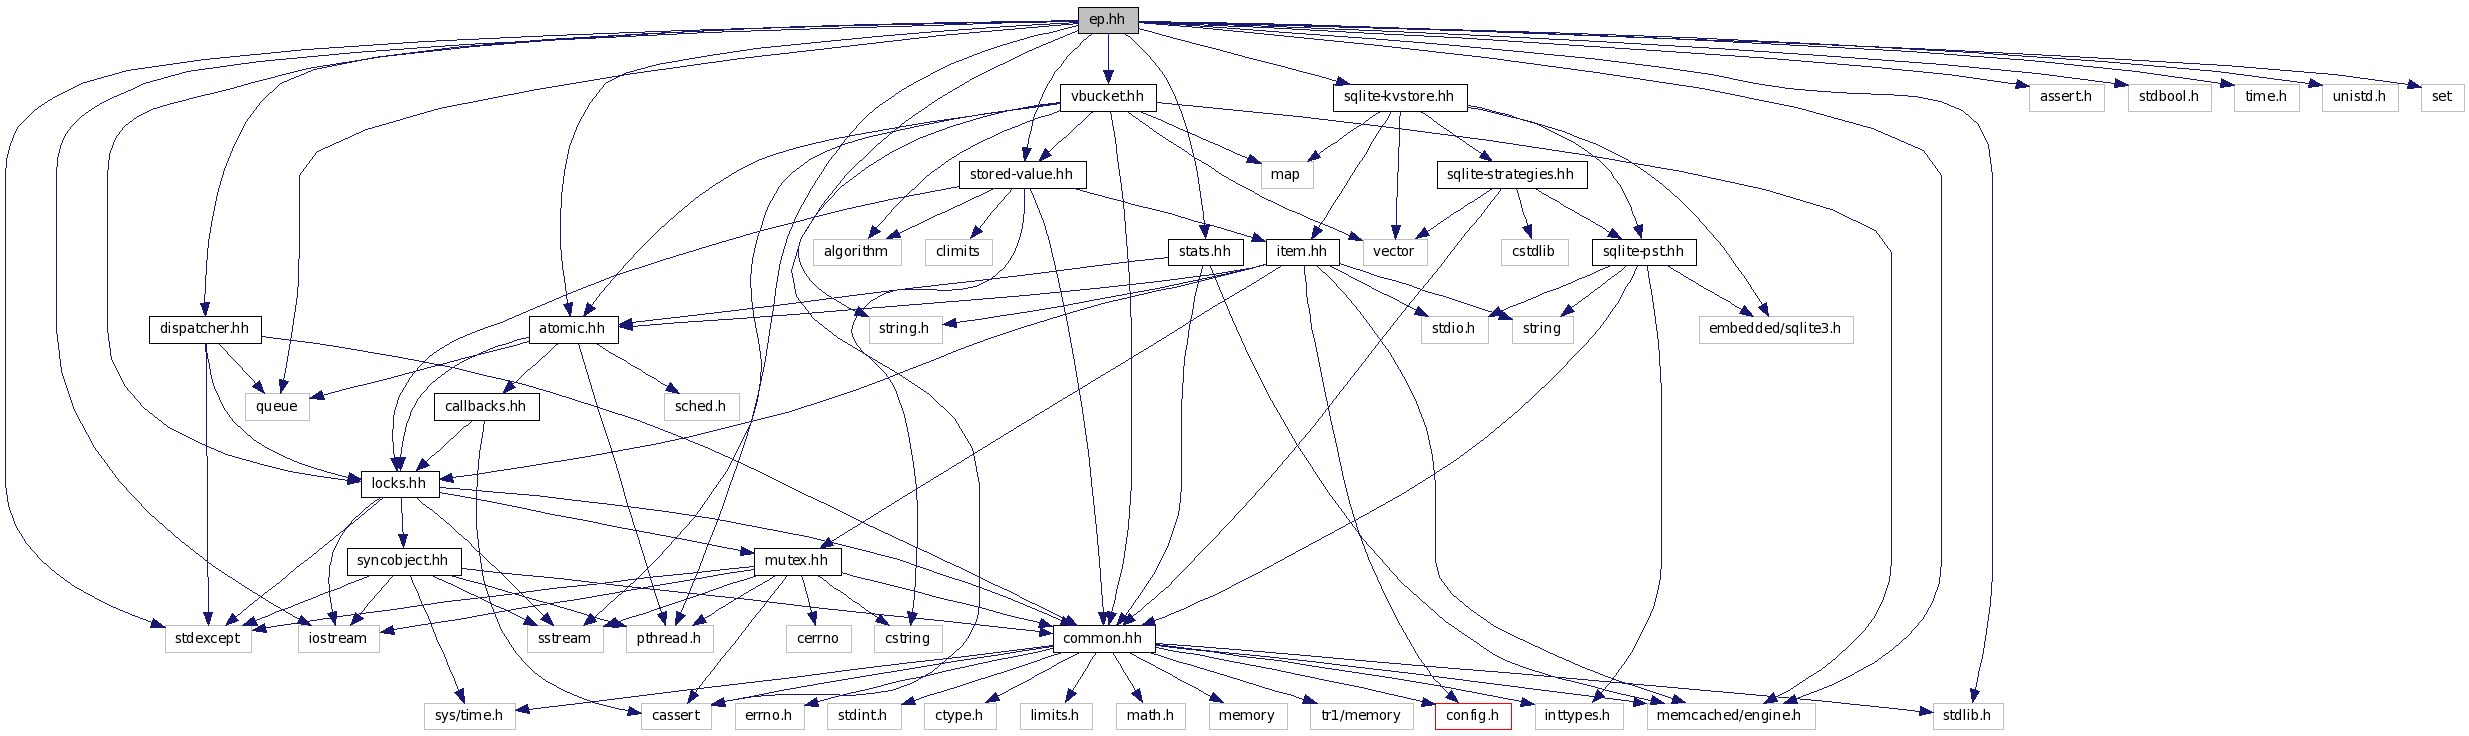 ep.hh
vbucket.hh
sqlite-kvstore.hh
assert.h
stdbool.h
time.h
unistd.h
set
stored-value.hh
map
sqlite-strategies.hh
algorithm
climits
stats.hh
item.hh
vector
cstdlib
sqlite-pst.hh
dispatcher.hh
atomic.hh
string.h
stdio.h
string
embedded/sqlite3.h
queue
callbacks.hh
sched.h
locks.hh
syncobject.hh
mutex.hh
stdexcept
iostream
sstream
pthread.h
cerrno
cstring
common.hh
sys/time.h
cassert
errno.h
stdint.h
ctype.h
limits.h
math.h
memory
tr1/memory
config.h
inttypes.h
memcached/engine.h
stdlib.h